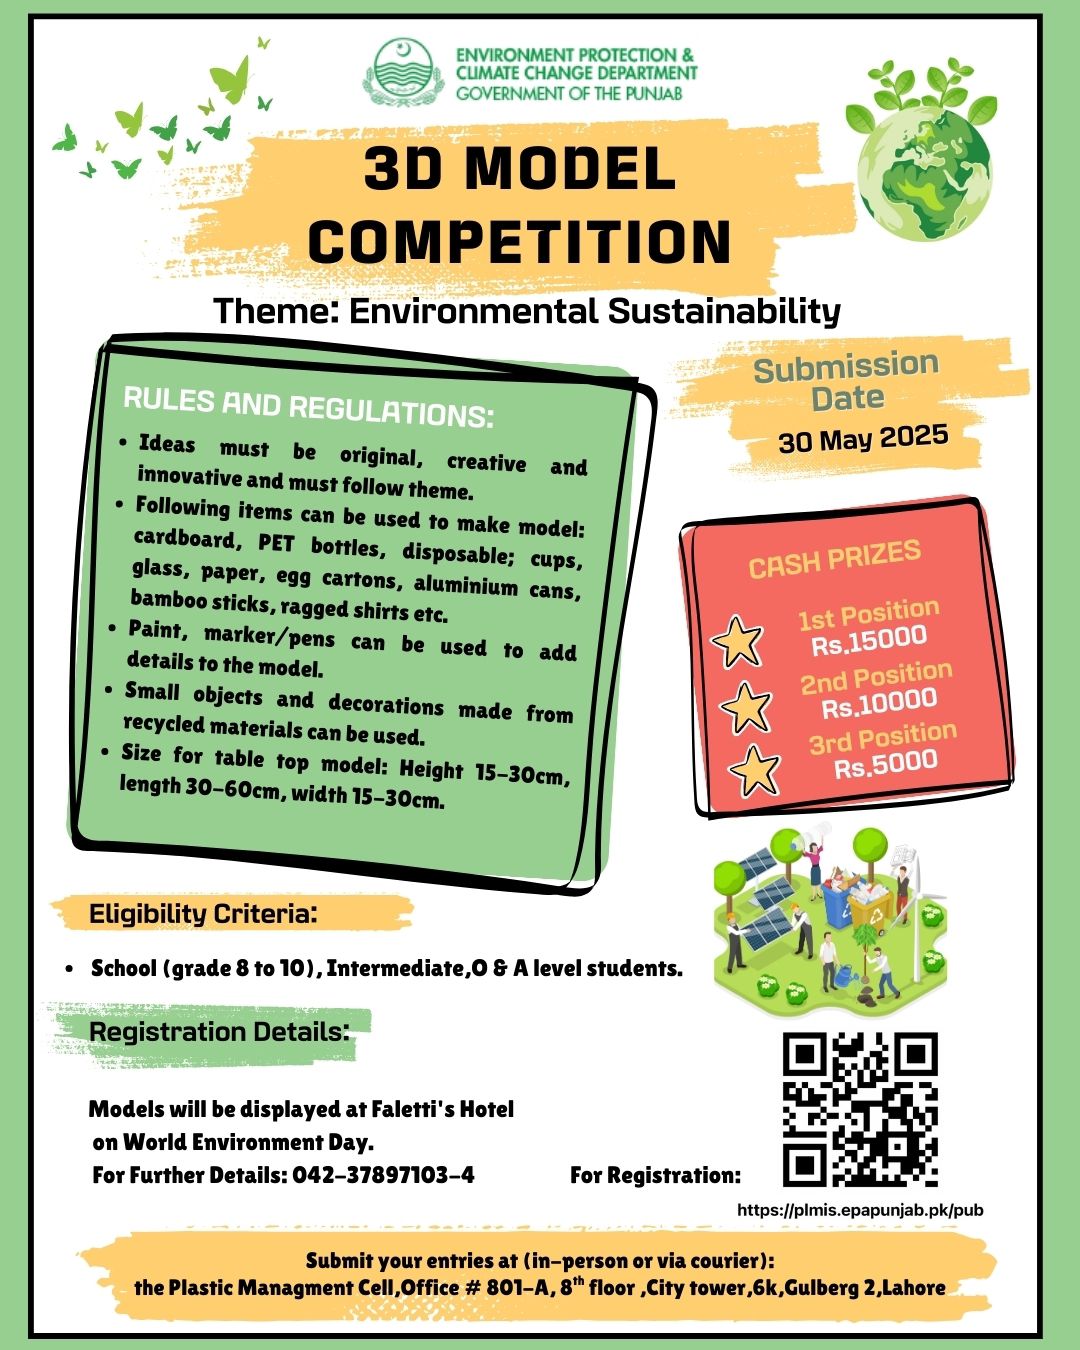 ENVIRONMENT PROTECTION &
CLIMATE CHANGE DEPARTMENT
GOVERNMENT OF THE PUNJAB
3D MODEL
COMPETITION
Theme: Environmental Sustainability
RULES AND REGULATIONS:
• Ideas must be original, creative and
innovative and must follow theme.
• Following items can be used to make model:
cardboard, PET bottles, disposable; cups,
glass, paper, egg cartons, aluminium cans,
bamboo sticks, ragged shirts etc.
• Paint, marker/pens can be used to add
details to the model.
• Small objects and decorations made from
recycled materials can be used.
• Size for table top model: Height 15-30cm,
length 30-60cm, width 15-30cm.
Submission
Date
30 May 2025
CASH PRIZES
1st Position
Rs.15000
2nd Position
Rs.10000
3rd Position
Rs.5000
Eligibility Criteria:
• School (grade 8 to 10), Intermediate,O & A level students.
Registration Details:
Models will be displayed at Faletti's Hotel
on World Environment Day.
For Further Details: 042-37897103-4
For Registration:
https://plmis.epapunjab.pk/pub
Submit your entries at (in-person or via courier):
the Plastic Managment Cell,Office # 801-A, 8th floor ,City tower,6k,Gulberg 2,Lahore